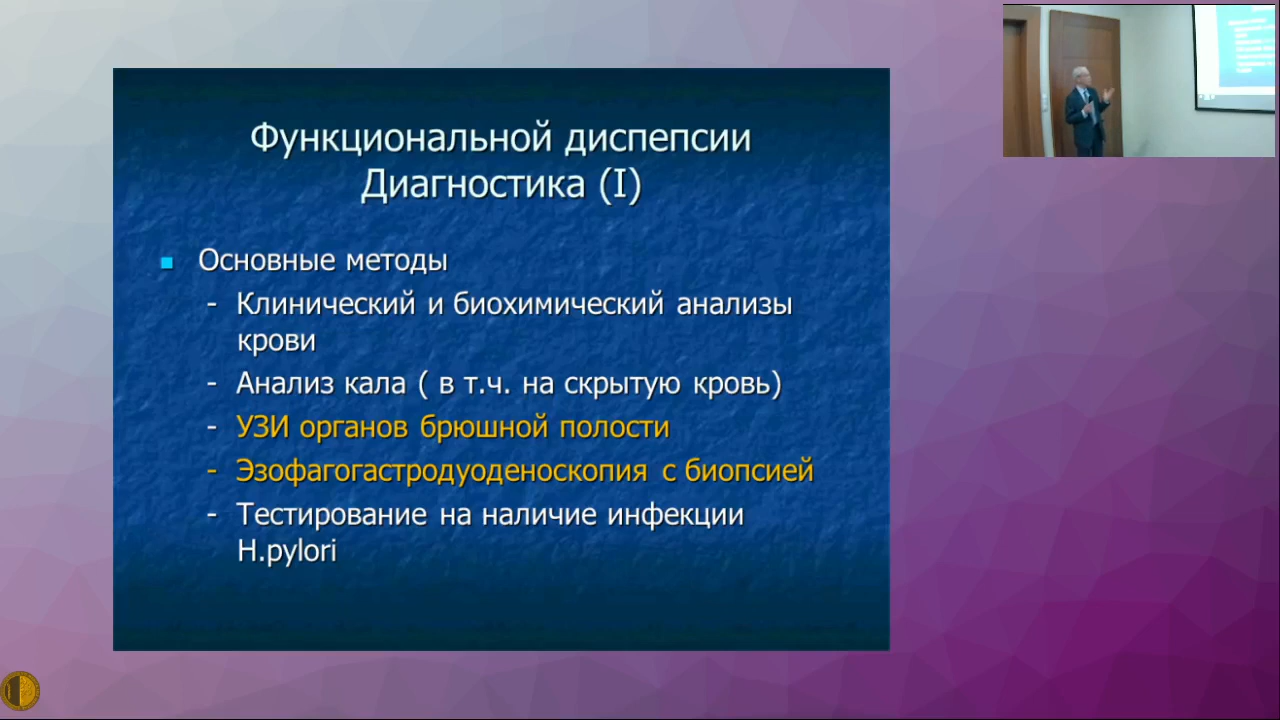 Функциональной диспепсии
Диагностика (I)
Основные методы
- Клинический и биохимический анализы
крови
- Анализ кала ( в т.ч. на скрытую кровь)
- УЗИ органов брюшной полости
- Эзофагогастродуоденоскопия с биопсией
- Тестирование на наличие инфекции
H.pylori